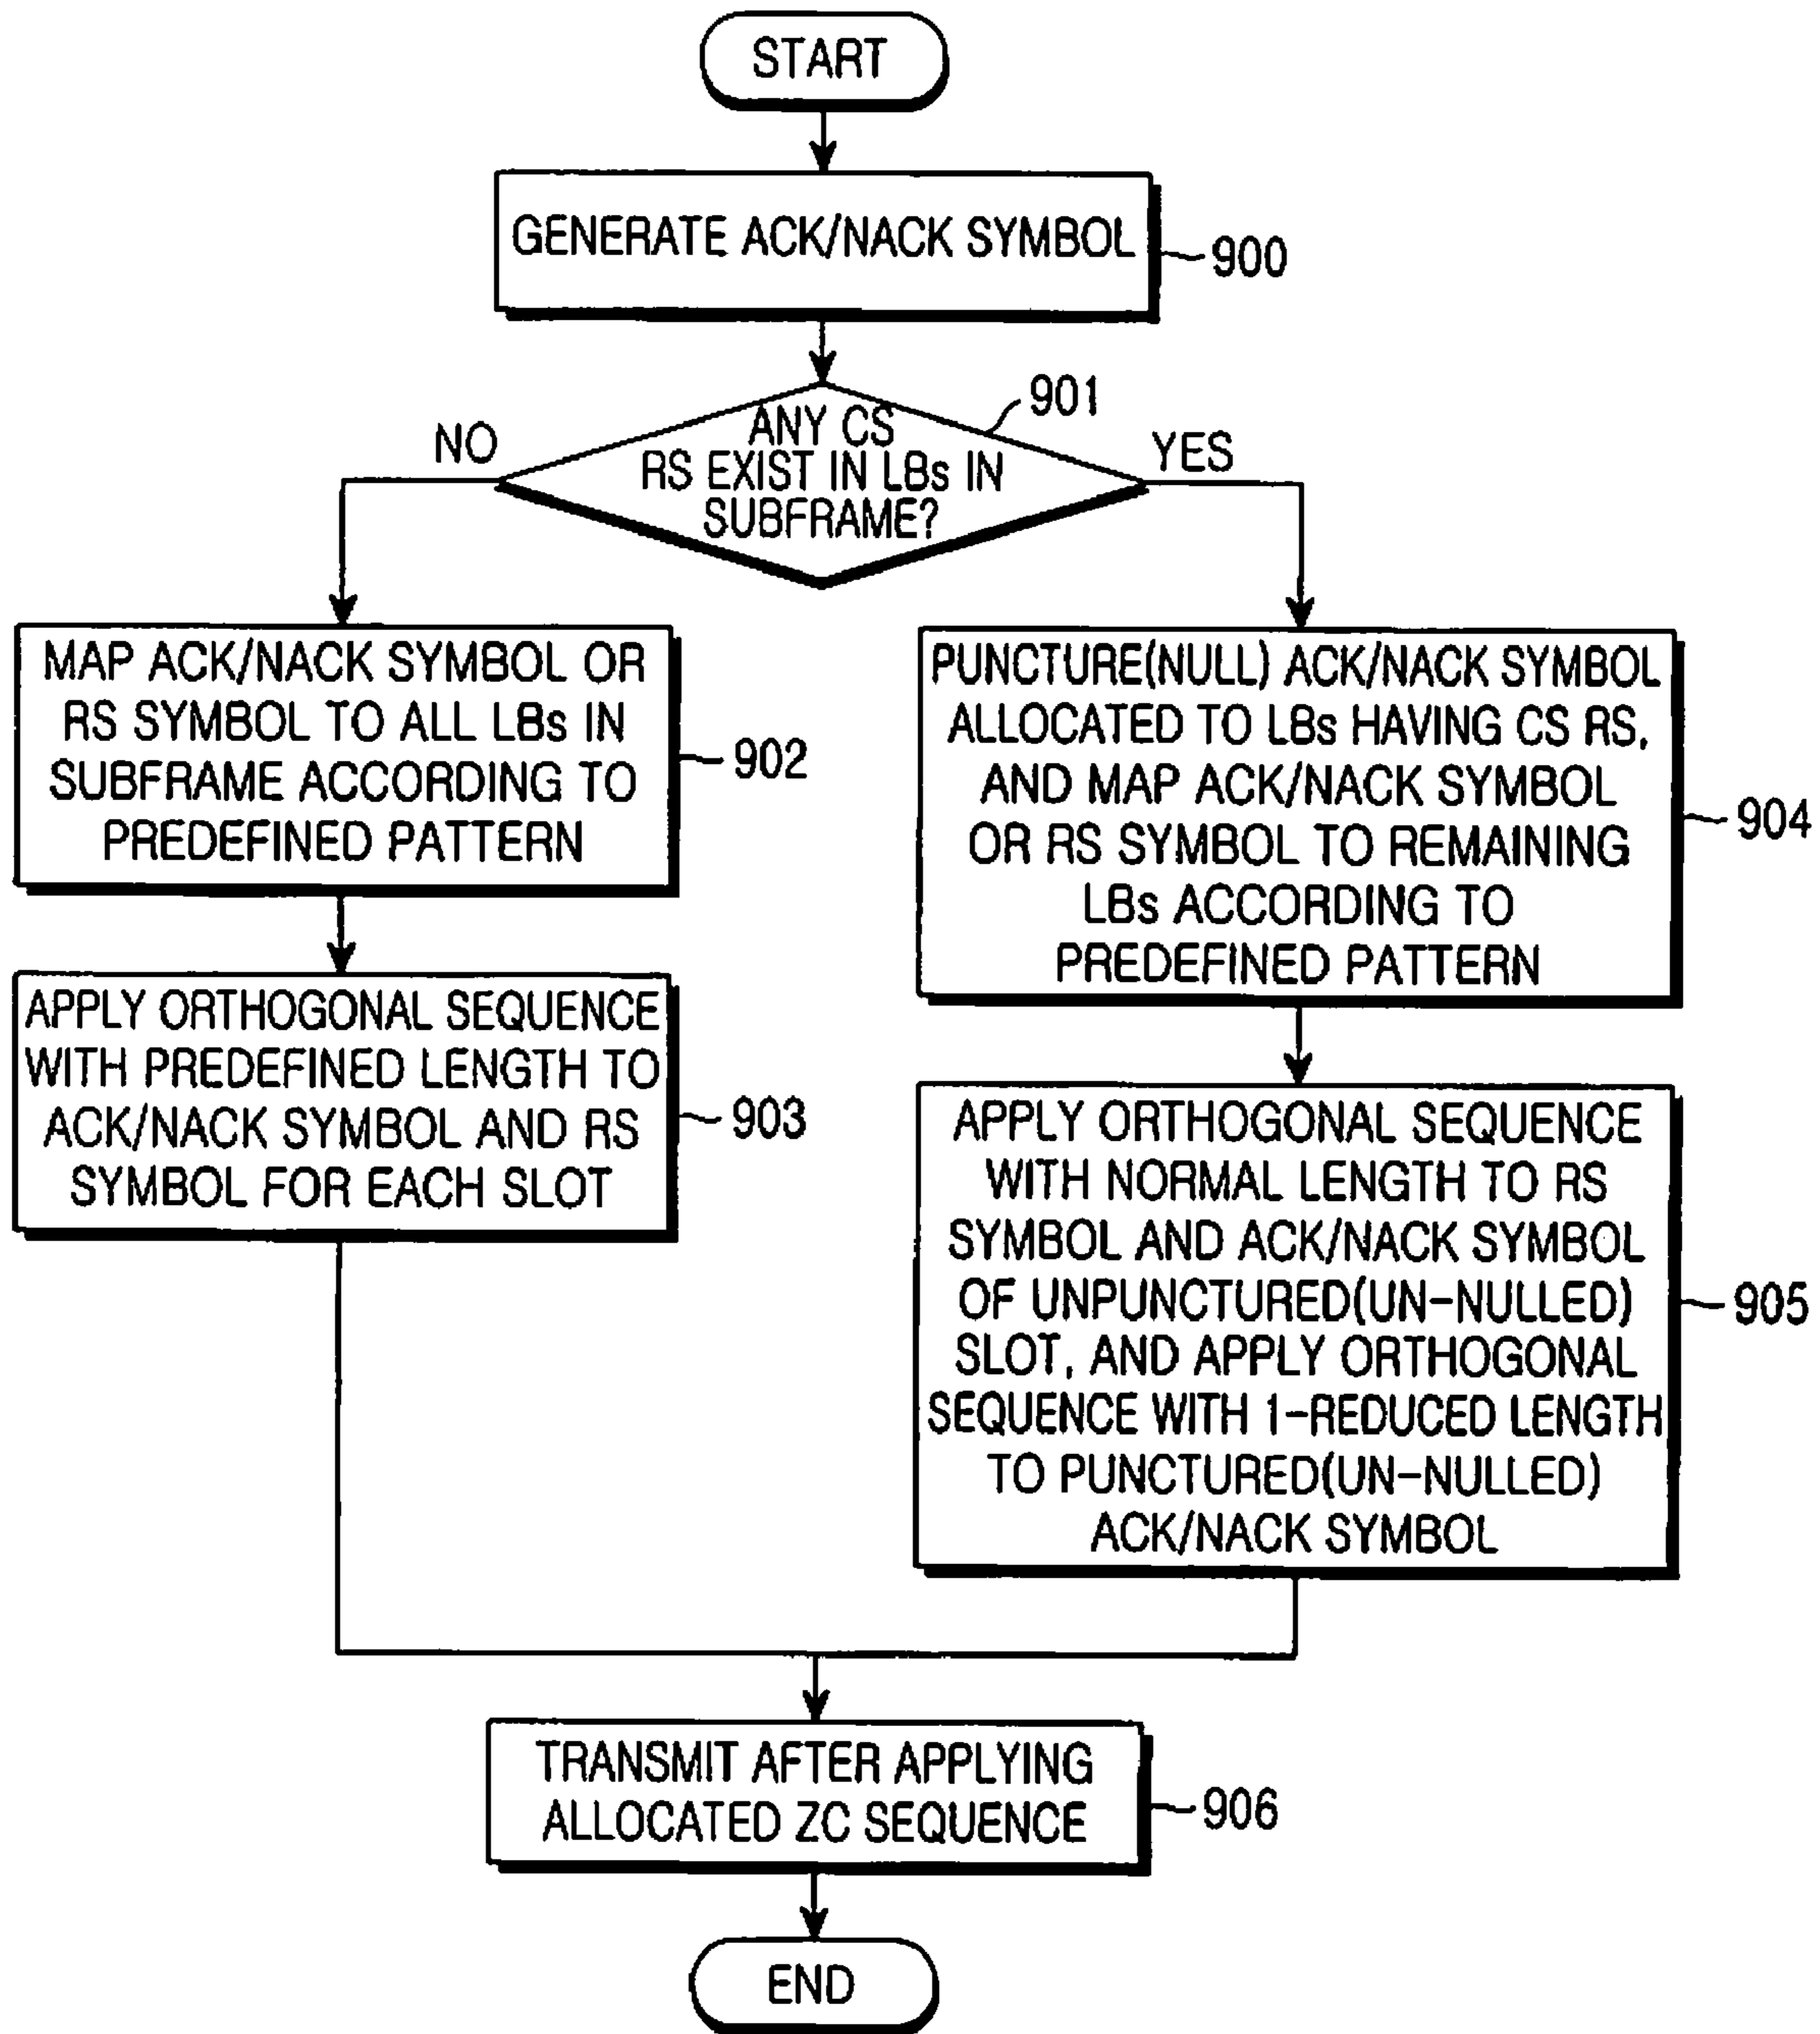 START
GENERATE ACK/NACK SYMBOL
900
ANY CS
RS EXIST IN LBs IN
SUBFRAME?
901
NO
YES
MAP ACK/NACK SYMBOL OR
RS SYMBOL TO ALL LBs IN
SUBFRAME ACCORDING TO
PREDEFINED PATTERN
902
APPLY ORTHOGONAL SEQUENCE
WITH PREDEFINED LENGTH TO
ACK/NACK SYMBOL AND RS
SYMBOL FOR EACH SLOT
903
PUNCTURE(NULL) ACK/NACK SYMBOL
ALLOCATED TO LBs HAVING CS RS,
AND MAP ACK/NACK SYMBOL
OR RS SYMBOL TO REMAINING
LBs ACCORDING TO
PREDEFINED PATTERN
904
APPLY ORTHOGONAL SEQUENCE
WITH NORMAL LENGTH TO RS
SYMBOL AND ACK/NACK SYMBOL
OF UNPUNCTURED(UN-NULLED)
SLOT, AND APPLY ORTHOGONAL
SEQUENCE WITH 1-REDUCED LENGTH
TO PUNCTURED(UN-NULLED)
ACK/NACK SYMBOL
905
TRANSMIT AFTER APPLYING
ALLOCATED ZC SEQUENCE
906
END